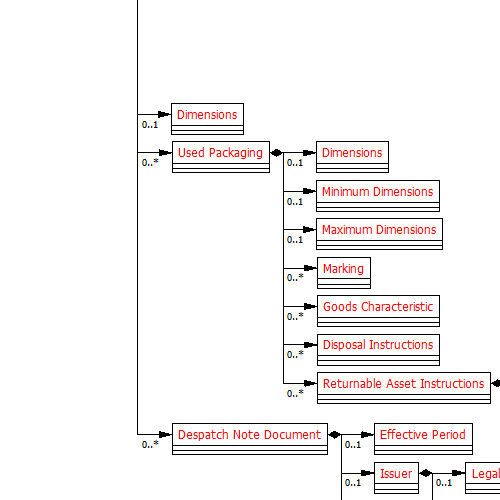 Dimensions
0..1
Used Packaging
0..*
Dimensions
0..1
Minimum Dimensions
0..1
Maximum Dimensions
0..1
Marking
0..*
Goods Characteristic
0..*
Disposal Instructions
0..*
Returnable Asset Instructions
0..*
Despatch Note Document
0..*
Effective Period
0..1
Issuer
0..1
Legal
0..1